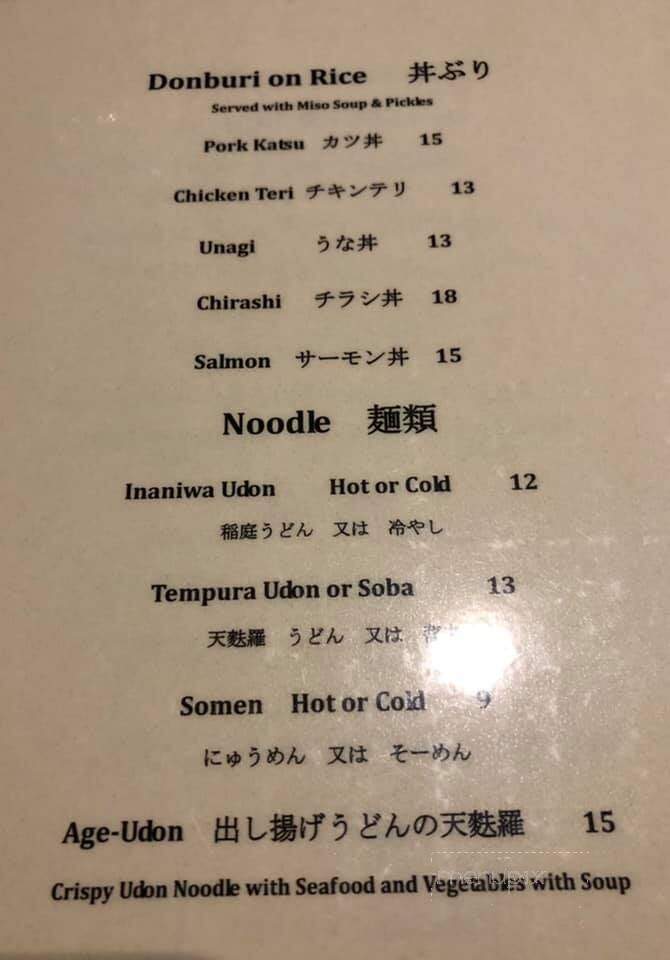 Donburi on Rice 丼ぶり
Served with Miso Soup & Pickles
Pork Katsu カツ丼 15
Chicken Teri チキンテリ 13
Unagi うな丼 13
Chirashi チラシ丼 18
Salmon サーモン丼 15
Noodle 麺類
Inaniwa Udon Hot or Cold 12
稲庭うどん 又は 冷やし
Tempura Udon or Soba 13
天麩羅 うどん 又は
Somen Hot or Cold 9
にゅうめん 又は そーめん
Age-Udon 出し揚げうどんの天麩羅 15
Crispy Udon Noodle with Seafood and Vegetables with Soup